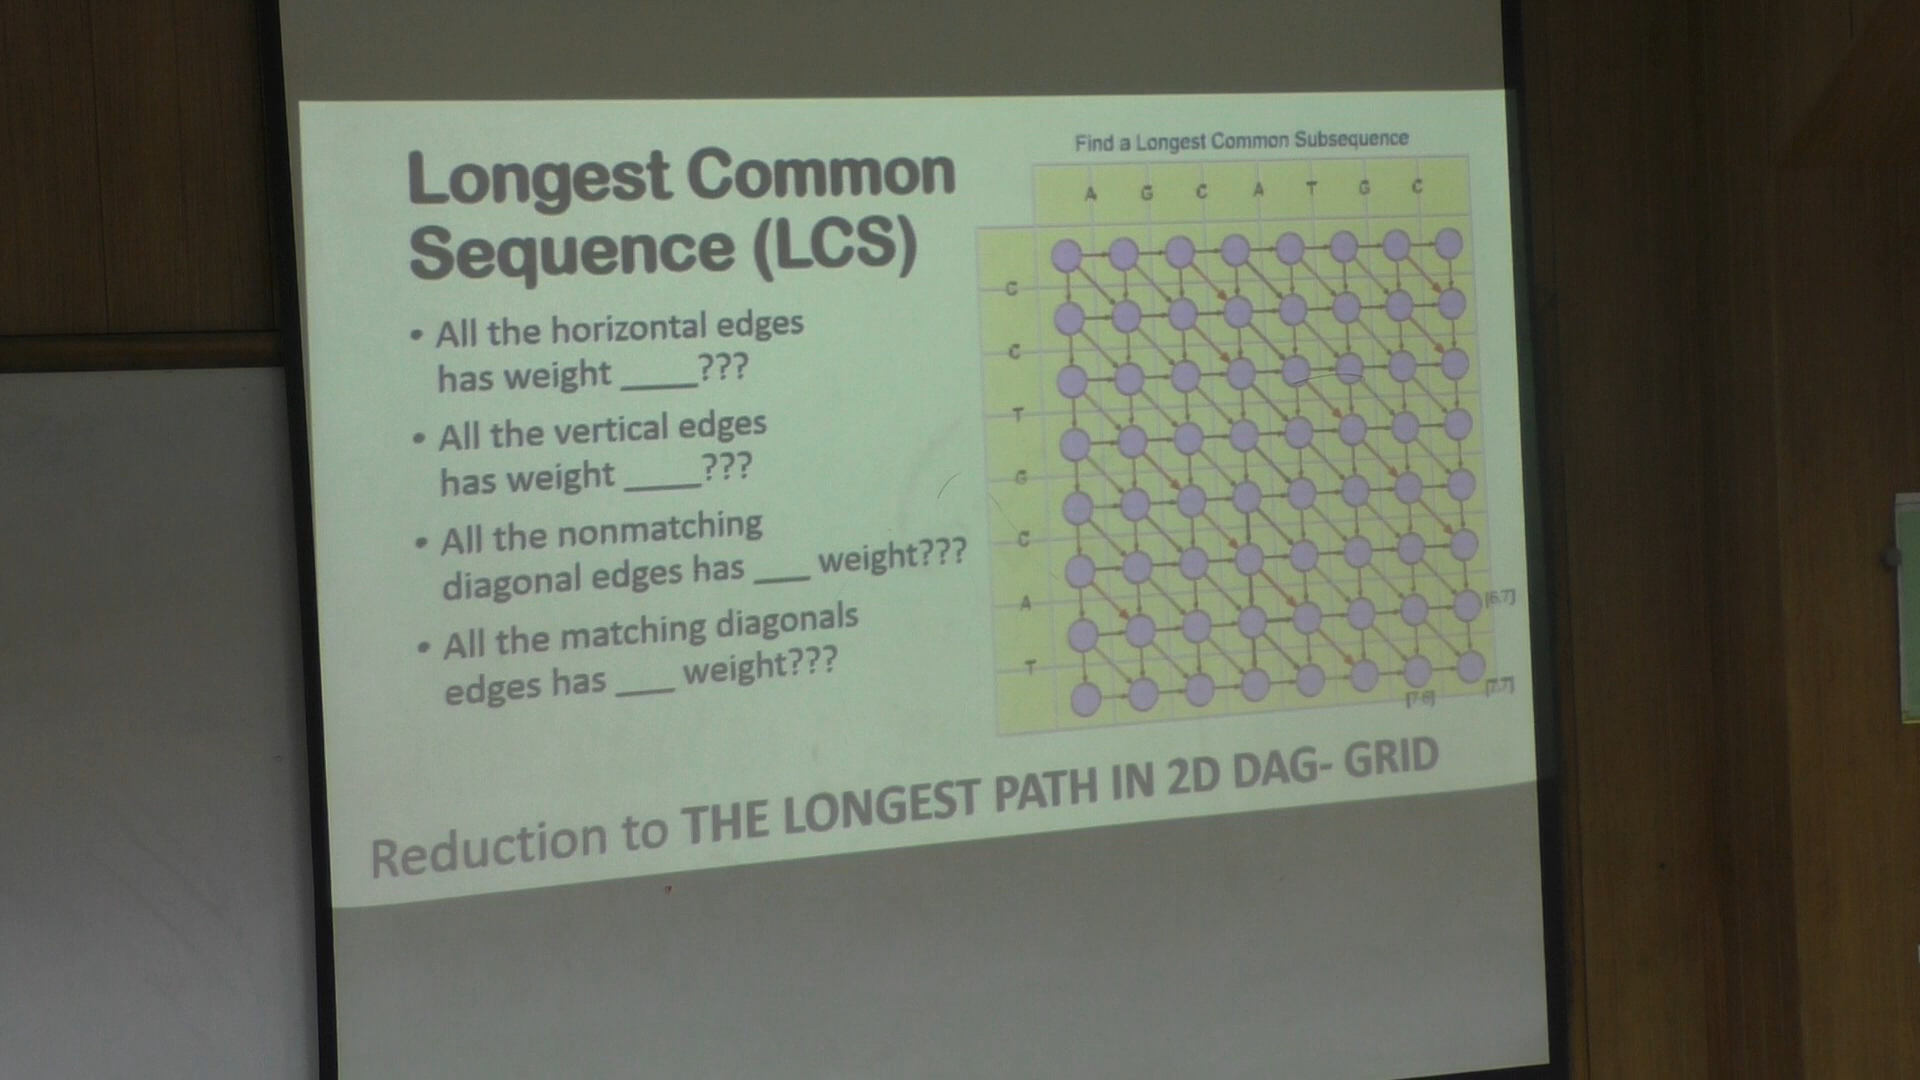 Longest Common
Sequence (LCS)
• All the horizontal edges
has weight ____???
• All the vertical edges
has weight ____???
• All the nonmatching
diagonal edges has ___ weight???
• All the matching diagonals
edges has ___ weight???
Find a Longest Common Subsequence
A G C A T G C
C
C
T
G
C
A
T
[6,7]
[7,6]
[7,7]
Reduction to THE LONGEST PATH IN 2D DAG- GRID